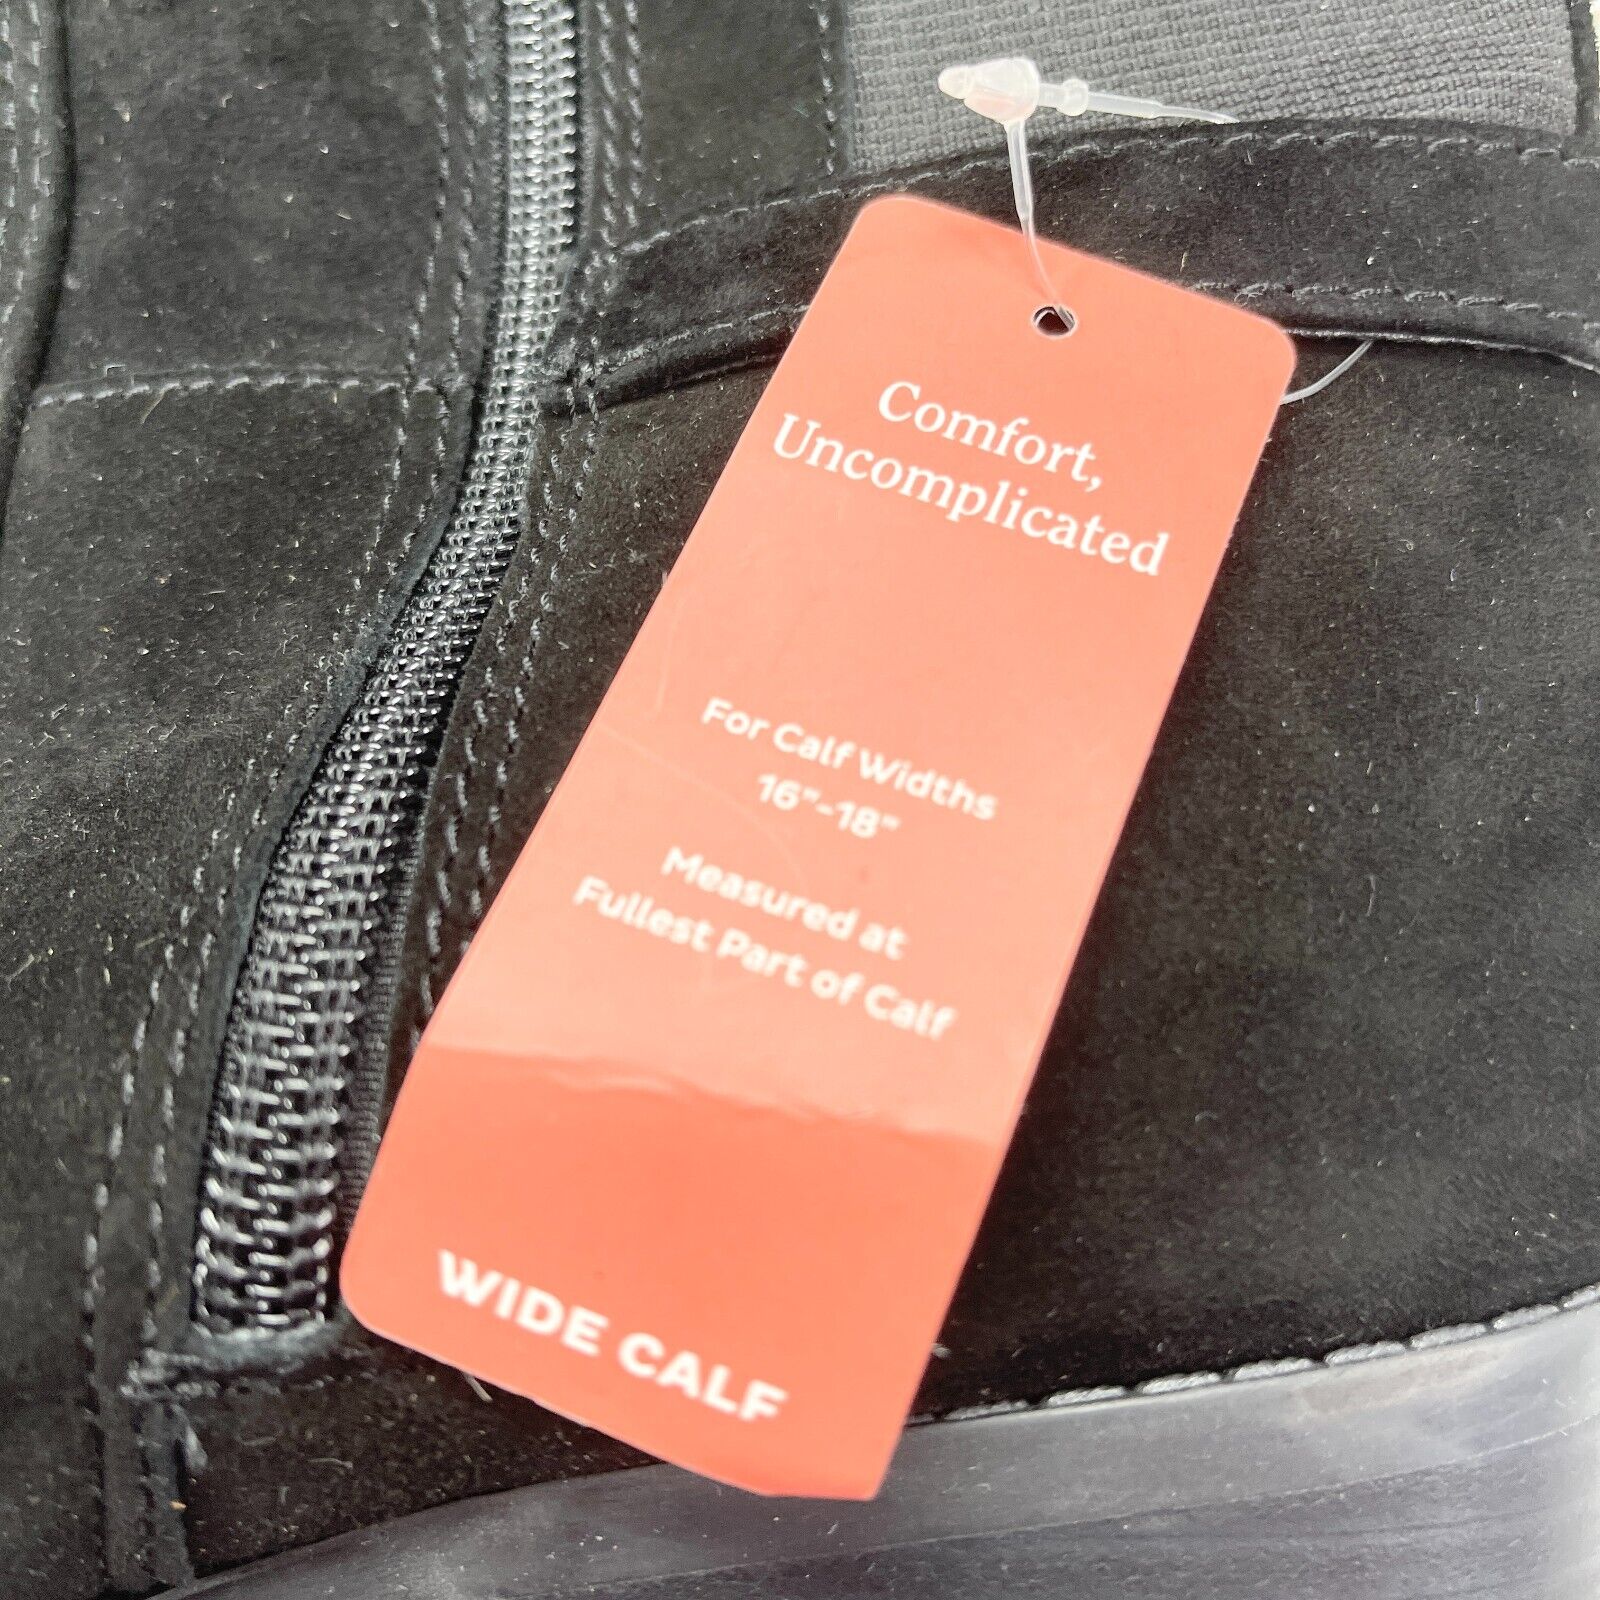 Comfort,
Uncomplicated
For Calf Widths
16"-18"
Measured at
Fullest Part of Calf
WIDE CALF